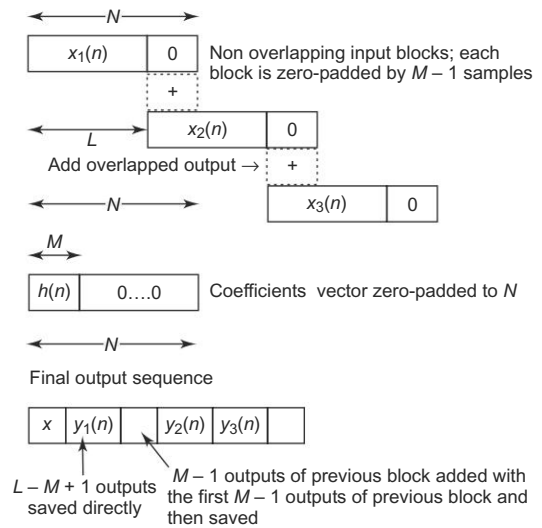 N
x1(n) 0 Non overlapping input blocks; each
block is zero-padded by M – 1 samples
+
L x2(n) 0
Add overlapped output → +
N x3(n) 0
M
h(n) 0....0 Coefficients vector zero-padded to N
N
Final output sequence
x y1(n) y2(n) y3(n)
L – M + 1 outputs
saved directly
M – 1 outputs of previous block added with
the first M – 1 outputs of previous block and
then saved